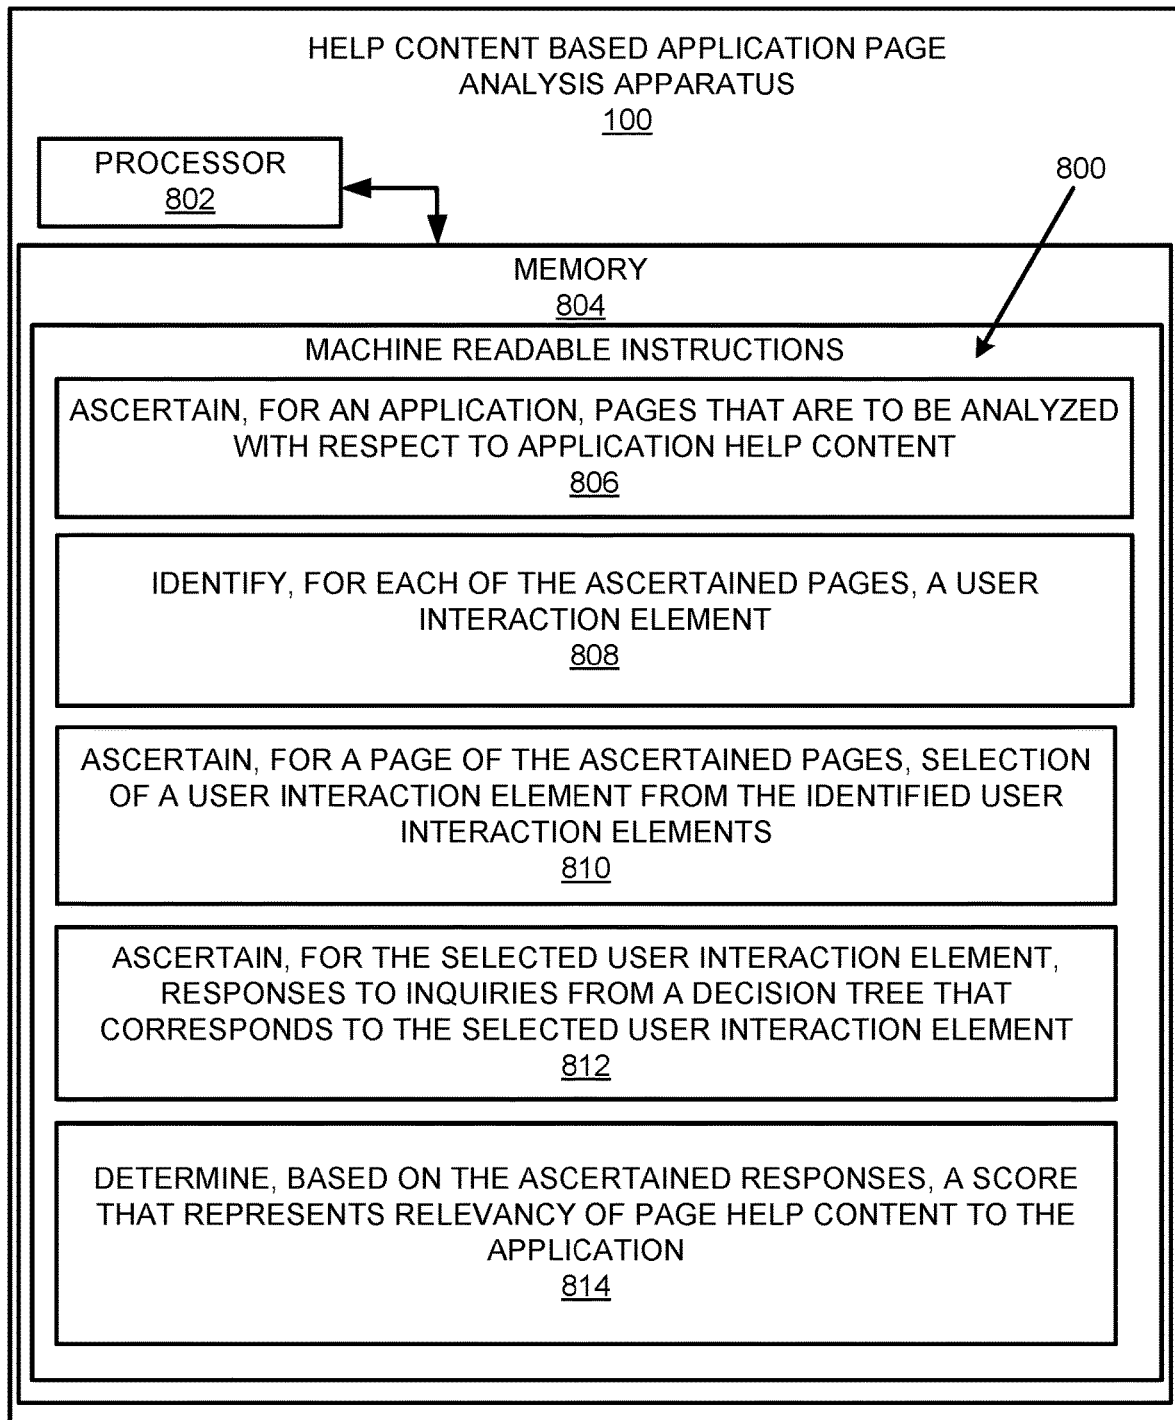 HELP CONTENT BASED APPLICATION PAGE
ANALYSIS APPARATUS
100
PROCESSOR
802
800
MEMORY
804
MACHINE READABLE INSTRUCTIONS
ASCERTAIN, FOR AN APPLICATION, PAGES THAT ARE TO BE ANALYZED
WITH RESPECT TO APPLICATION HELP CONTENT
806
IDENTIFY, FOR EACH OF THE ASCERTAINED PAGES, A USER
INTERACTION ELEMENT
808
ASCERTAIN, FOR A PAGE OF THE ASCERTAINED PAGES, SELECTION
OF A USER INTERACTION ELEMENT FROM THE IDENTIFIED USER
INTERACTION ELEMENTS
810
ASCERTAIN, FOR THE SELECTED USER INTERACTION ELEMENT,
RESPONSES TO INQUIRIES FROM A DECISION TREE THAT
CORRESPONDS TO THE SELECTED USER INTERACTION ELEMENT
812
DETERMINE, BASED ON THE ASCERTAINED RESPONSES, A SCORE
THAT REPRESENTS RELEVANCY OF PAGE HELP CONTENT TO THE
APPLICATION
814